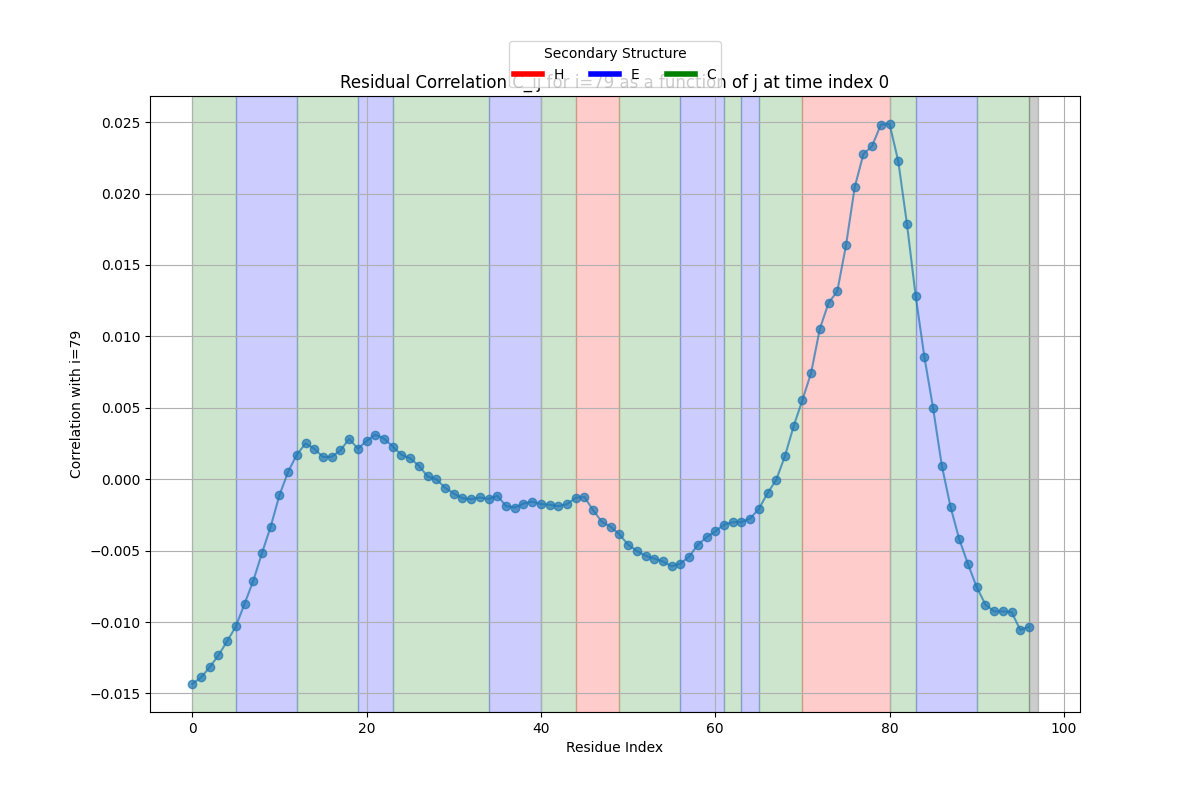 Secondary Structure
H E C
Residual Correlation C_ij for i=79 as a function of j at time index 0
Correlation with i=79
0.025
0.020
0.015
0.010
0.005
0.000
−0.005
−0.010
−0.015
0 20 40 60 80 100
Residue Index